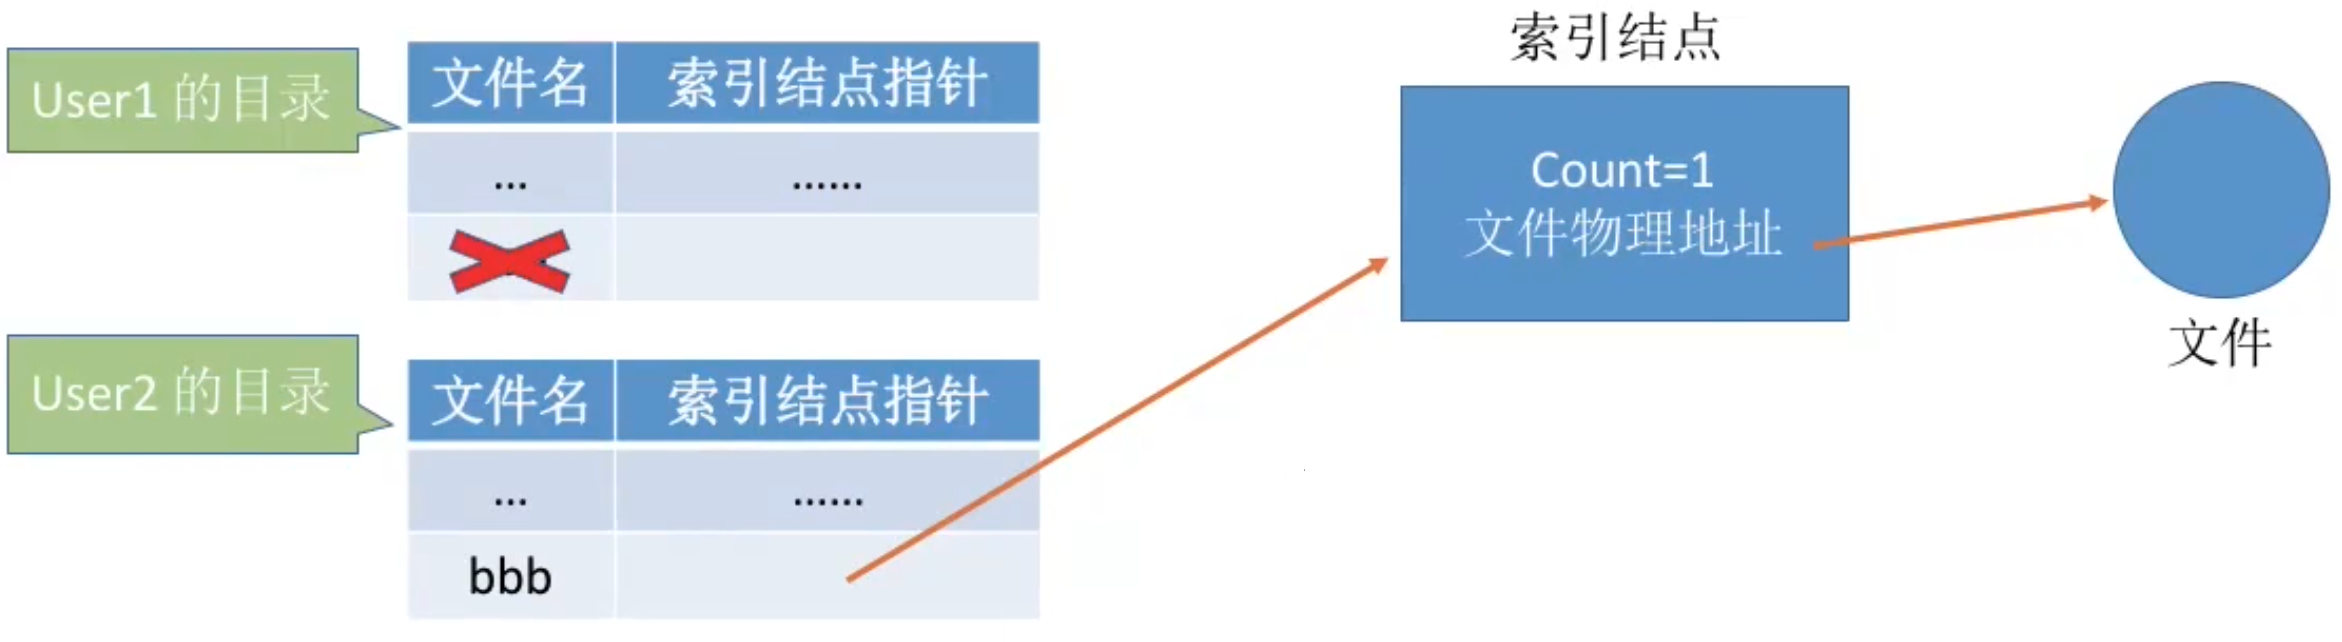 User1 的目录
文件名 索引结点指针
... ......
User2 的目录
文件名 索引结点指针
... ......
bbb
索引结点
Count=1
文件物理地址
文件